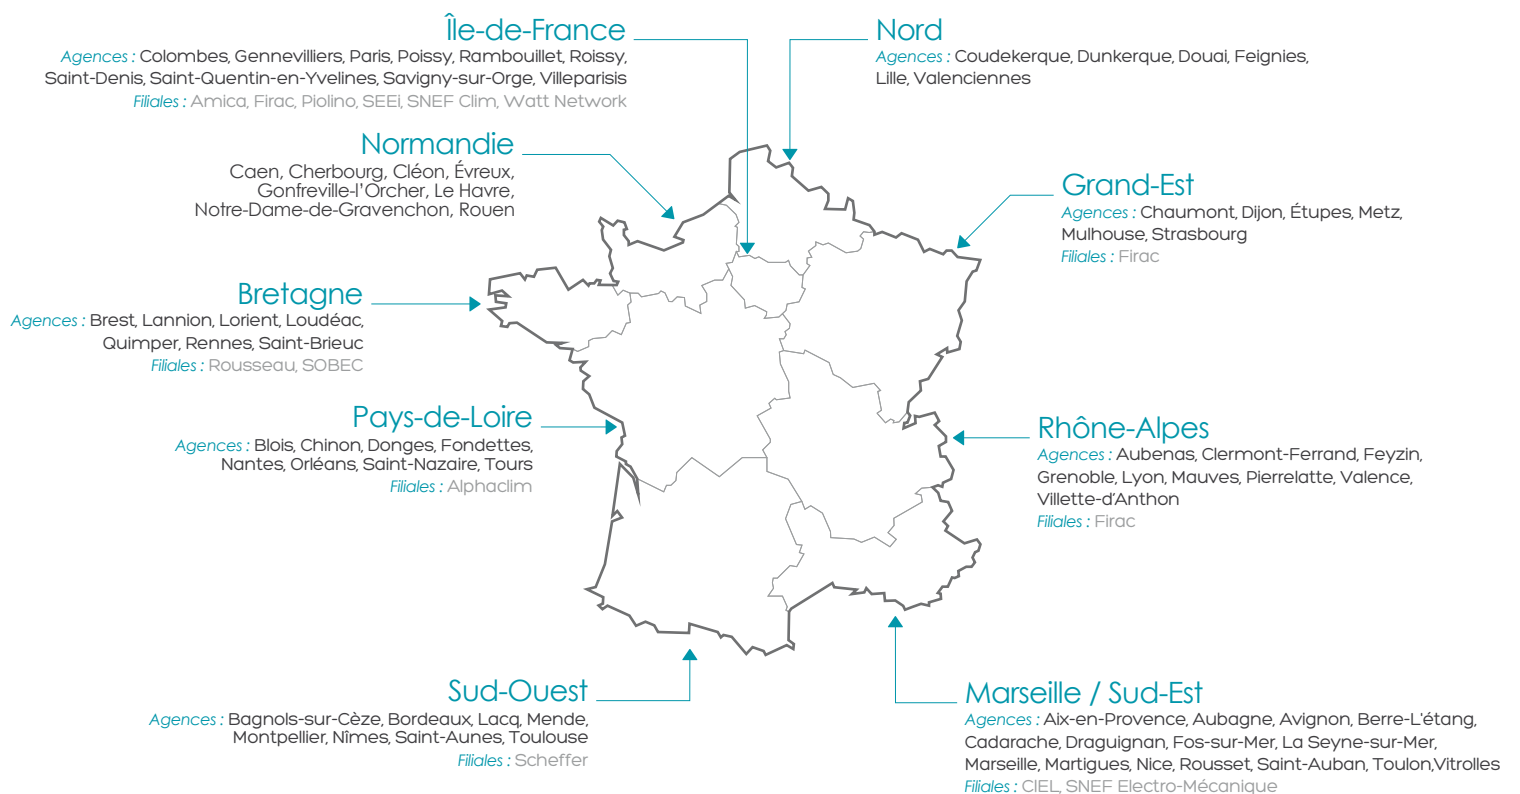 Île-de-France
Agences : Colombes, Gennevilliers, Paris, Poissy, Rambouillet, Roissy,
Saint-Denis, Saint-Quentin-en-Yvelines, Savigny-sur-Orge, Villeparisis
Filiales : Amica, Firac, Piolino, SEEi, SNEF Clim, Watt Network
Nord
Agences : Coudekerque, Dunkerque, Douai, Feignies,
Lille, Valenciennes
Normandie
Caen, Cherbourg, Cléon, Évreux,
Gonfreville-l'Orcher, Le Havre,
Notre-Dame-de-Gravenchon, Rouen
Grand-Est
Agences : Chaumont, Dijon, Étupes, Metz,
Mulhouse, Strasbourg
Filiales : Firac
Bretagne
Agences : Brest, Lannion, Lorient, Loudéac,
Quimper, Rennes, Saint-Brieuc
Filiales : Rousseau, SOBEC
Pays-de-Loire
Agences : Blois, Chinon, Donges, Fondettes,
Nantes, Orléans, Saint-Nazaire, Tours
Filiales : Alphaclim
Rhône-Alpes
Agences : Aubenas, Clermont-Ferrand, Feyzin,
Grenoble, Lyon, Mauves, Pierrelatte, Valence,
Villette-d'Anthon
Filiales : Firac
Sud-Ouest
Agences : Bagnols-sur-Cèze, Bordeaux, Lacq, Mende,
Montpellier, Nîmes, Saint-Aunes, Toulouse
Filiales : Scheffer
Marseille / Sud-Est
Agences : Aix-en-Provence, Aubagne, Avignon, Berre-L'étang,
Cadarache, Draguignan, Fos-sur-Mer, La Seyne-sur-Mer,
Marseille, Martigues, Nice, Rousset, Saint-Auban, Toulon,Vitrolles
Filiales : CIEL, SNEF Electro-Mécanique